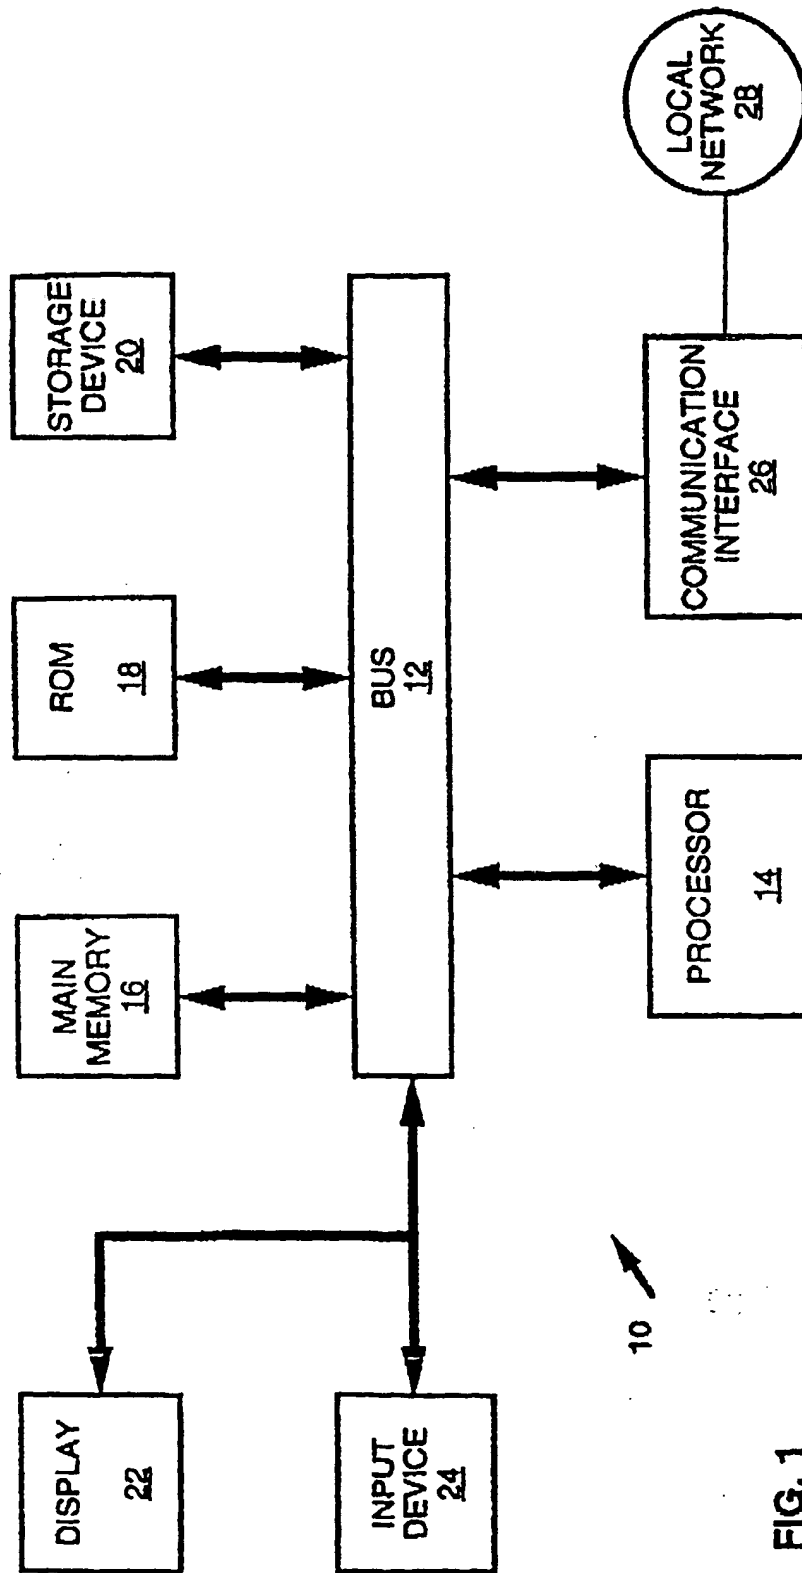 MAIN
MEMORY
16
ROM
18
STORAGE
DEVICE
20
DISPLAY
22
INPUT
DEVICE
24
BUS
12
PROCESSOR
14
COMMUNICATION
INTERFACE
26
LOCAL
NETWORK
28
10
FIG. 1